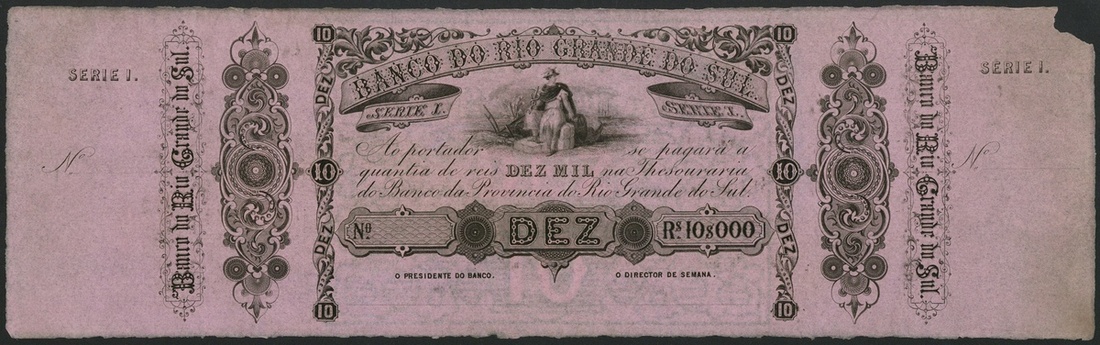 SERIE I.
Nº
Banco do Rio Grande do Sul.
10
DEZ
10
DEZ
10
BANCO DO RIO GRANDE DO SUL.
SERIE I.
SERIE I.
Ao portador se pagará a
quantia de reis DEZ MIL na Thesouraria
do Banco da Provincia do Rio Grande do Sul
Nº DEZ Rs. 10$000
O PRESIDENTE DO BANCO. O DIRECTOR DE SEMANA.
10
DEZ
10
DEZ
10
Banco do Rio Grande do Sul.
SERIE I.
Nº